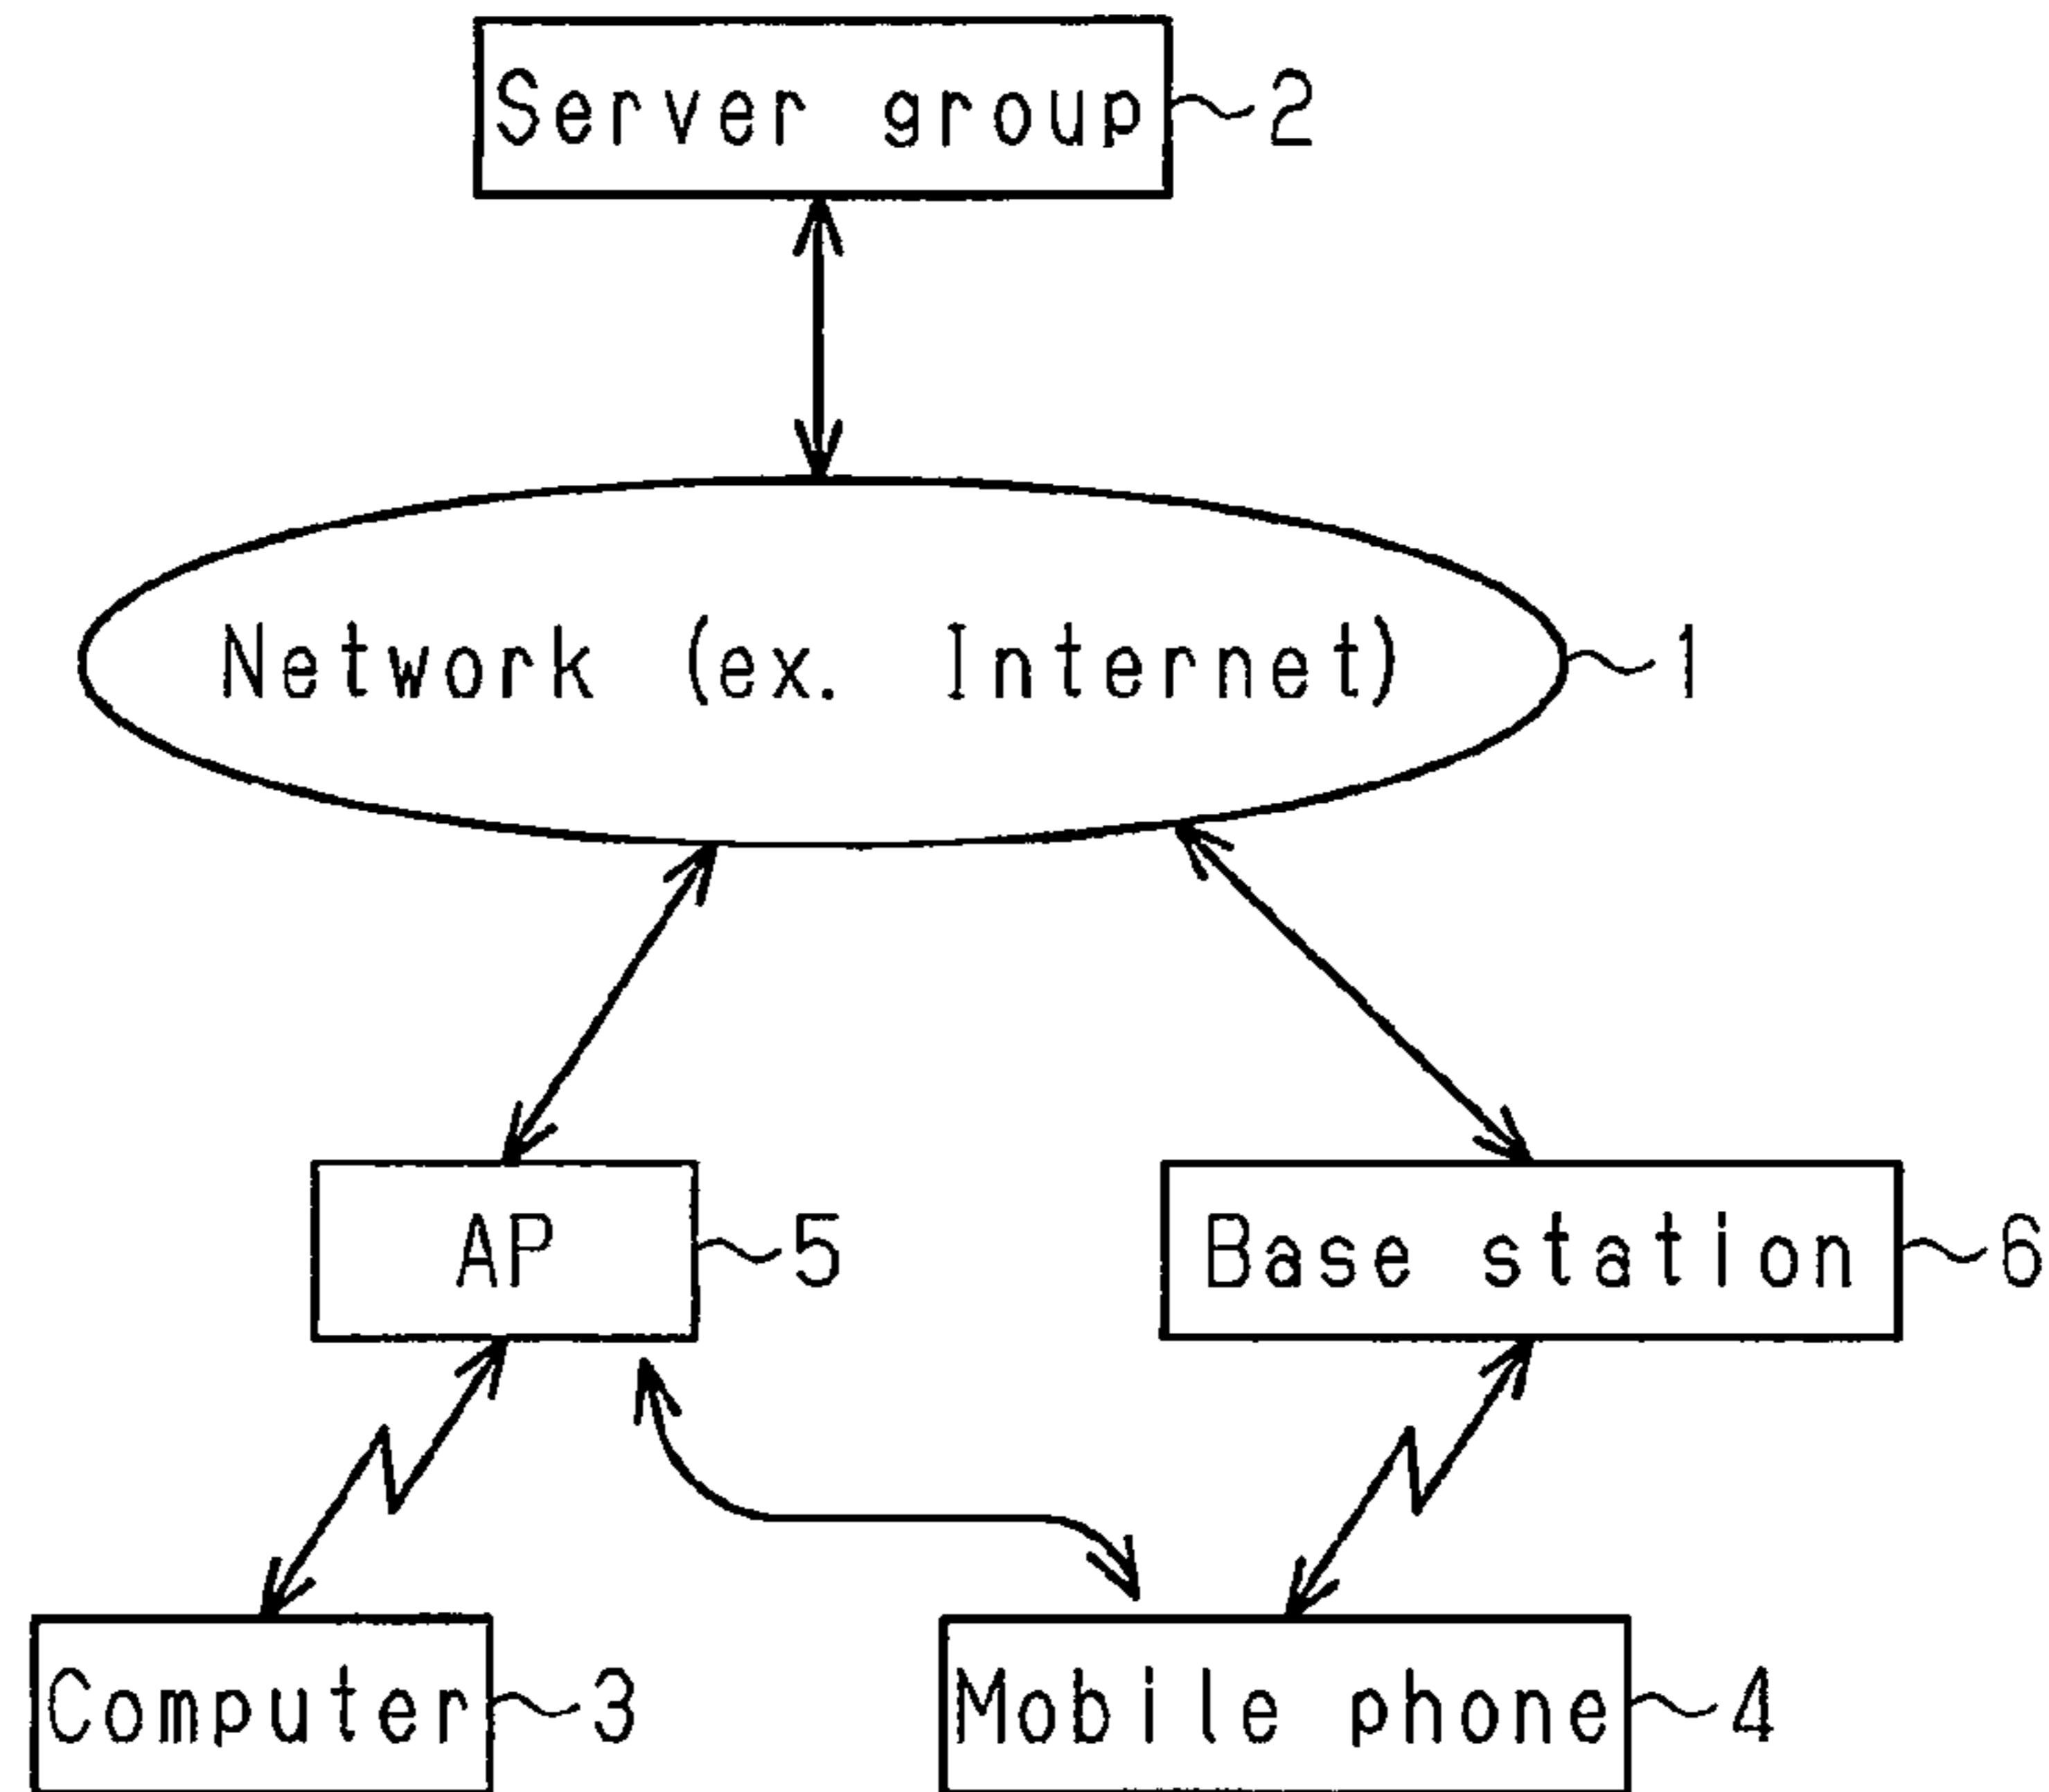 Server group 2
Network (ex. Internet) 1
AP 5
Base station 6
Computer 3
Mobile phone 4